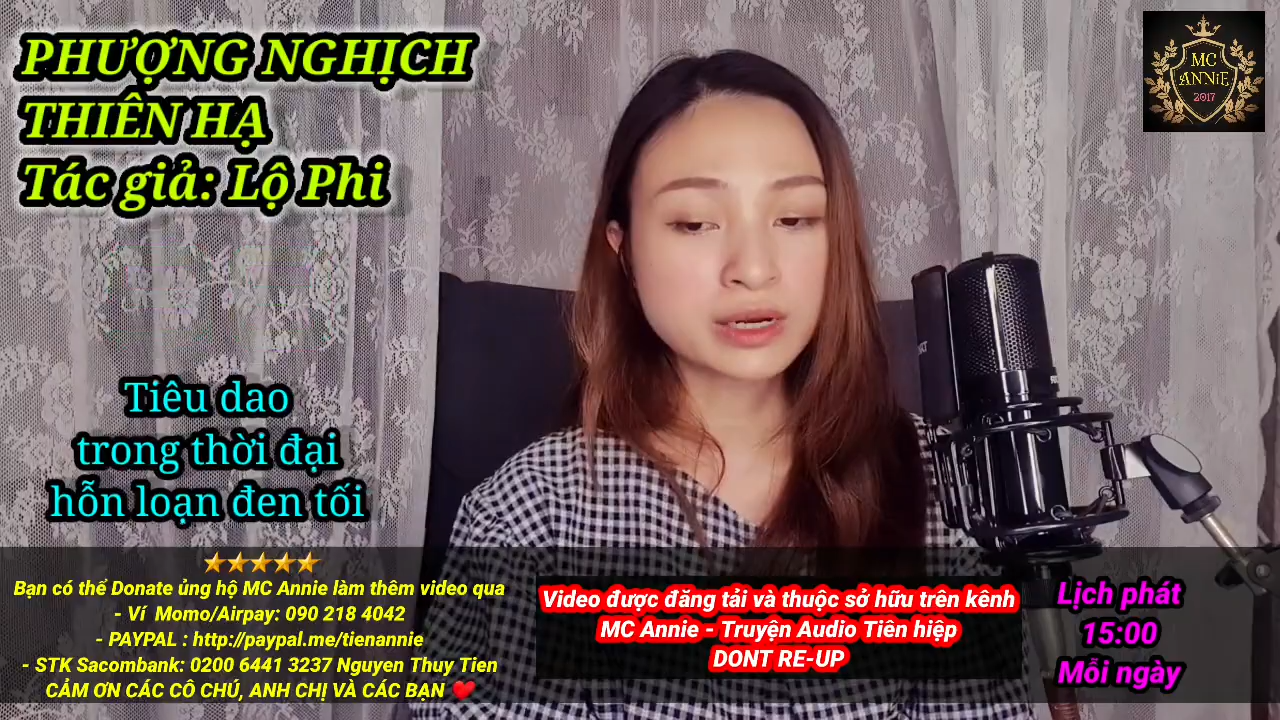 PHƯỢNG NGHỊCH
THIÊN HẠ
Tác giả: Lộ Phi
MC
ANNIE
2017
Tiêu dao
trong thời đại
hỗn loạn đen tối
Bạn có thể Donate ủng hộ MC Annie làm thêm video qua
- Ví Momo/Airpay: 090 218 4042
- PAYPAL : http://paypal.me/tienannie
- STK Sacombank: 0200 6441 3237 Nguyen Thuy Tien
CẢM ƠN CÁC CÔ CHÚ, ANH CHỊ VÀ CÁC BẠN ❤️
Video được đăng tải và thuộc sở hữu trên kênh
MC Annie - Truyện Audio Tiên hiệp
DONT RE-UP
Lịch phát
15:00
Mỗi ngày